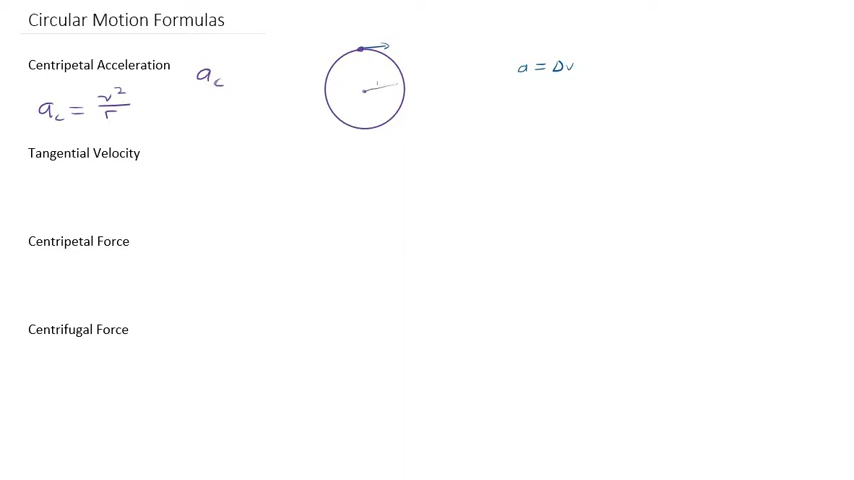 Circular Motion Formulas
Centripetal Acceleration
a_c
a_c = v²/r
a = Δv
Tangential Velocity
Centripetal Force
Centrifugal Force